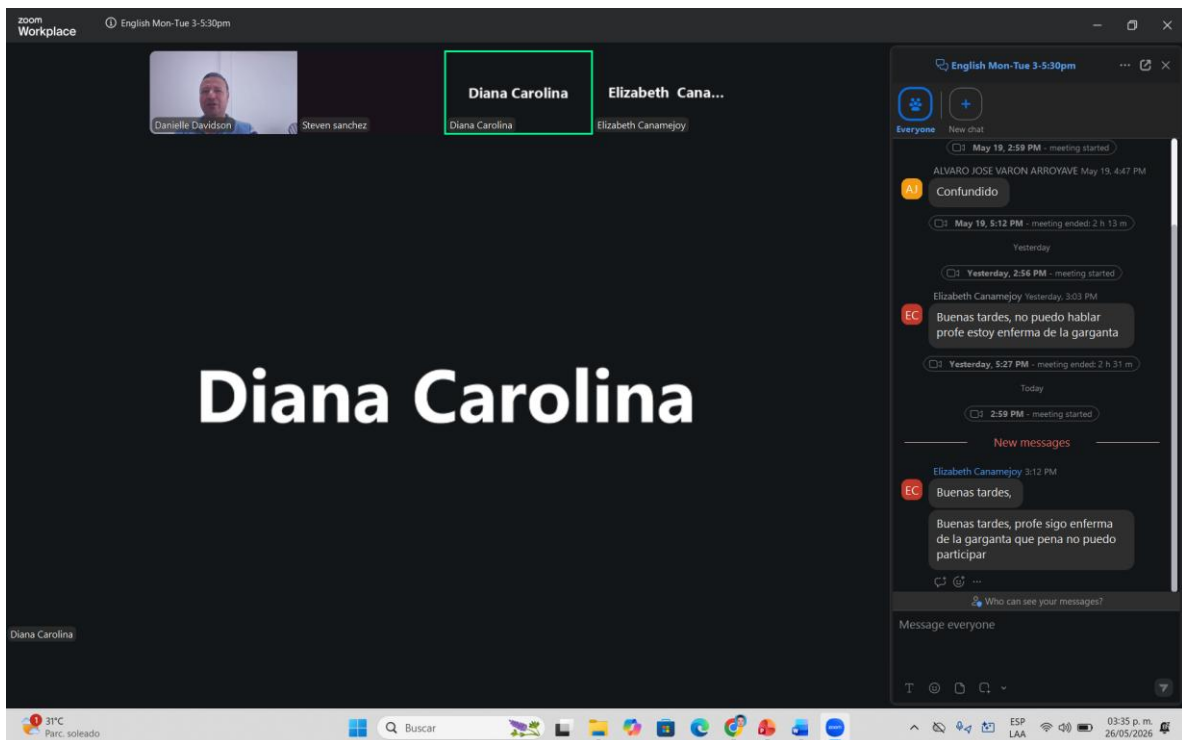 zoom
Workplace
English Mon-Tue 3-5:30pm
Danielle Davidson
Steven sanchez
Diana Carolina
Diana Carolina
Elizabeth Cana...
Elizabeth Canamejoy
Diana Carolina
Diana Carolina
English Mon-Tue 3-5:30pm
Everyone
New chat
May 19, 2:59 PM - meeting started
ALVARO JOSE VARON ARROYAVE May 19, 4:47 PM
AJ
Confundido
May 19, 5:12 PM - meeting ended: 2 h 13 m
Yesterday
Yesterday, 2:56 PM - meeting started
Elizabeth Canamejoy Yesterday, 3:03 PM
EC
Buenas tardes, no puedo hablar
profe estoy enferma de la garganta
Yesterday, 5:27 PM - meeting ended: 2 h 31 m
Today
2:59 PM - meeting started
New messages
Elizabeth Canamejoy 3:12 PM
EC
Buenas tardes,
Buenas tardes, profe sigo enferma
de la garganta que pena no puedo
participar
Who can see your messages?
Message everyone
1
31°C
Parc. soleado
Buscar
zoom
ESP
LAA
03:35 p. m.
26/05/2026